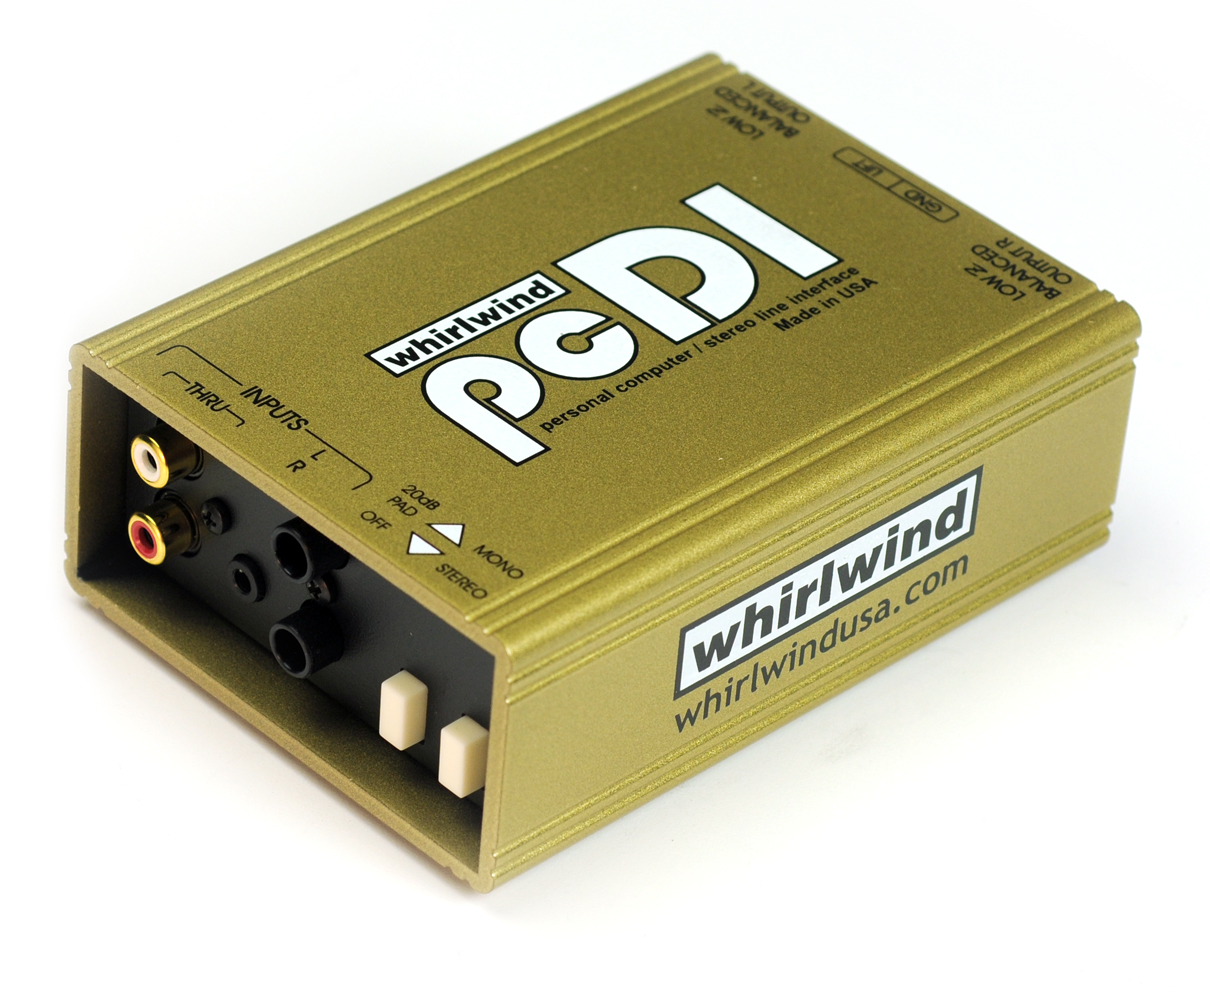 LOW Z
BALANCED
OUTPUT L
GND | LIFT
LOW Z
BALANCED
OUTPUT R
whirlwind
pcDI
personal computer / stereo line interface
Made in USA
INPUTS
THRU
L
R
20dB
PAD
OFF
MONO
STEREO
whirlwind
whirlwindusa.com